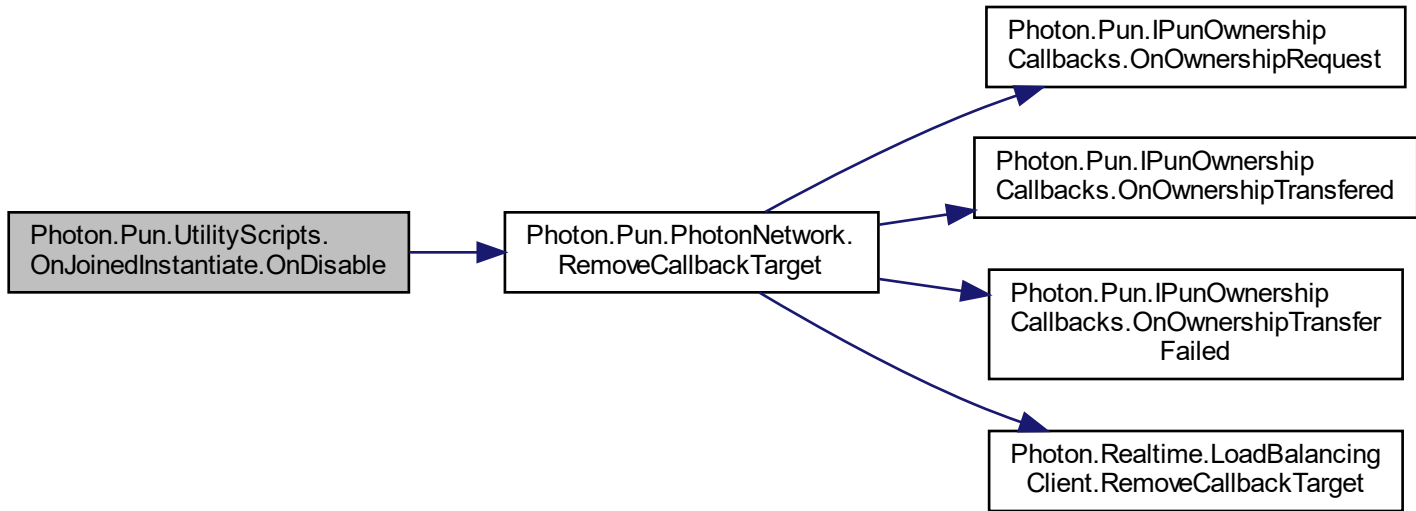 Photon.Pun.UtilityScripts.
OnJoinedInstantiate.OnDisable
Photon.Pun.PhotonNetwork.
RemoveCallbackTarget
Photon.Pun.IPunOwnership
Callbacks.OnOwnershipRequest
Photon.Pun.IPunOwnership
Callbacks.OnOwnershipTransfered
Photon.Pun.IPunOwnership
Callbacks.OnOwnershipTransfer
Failed
Photon.Realtime.LoadBalancing
Client.RemoveCallbackTarget